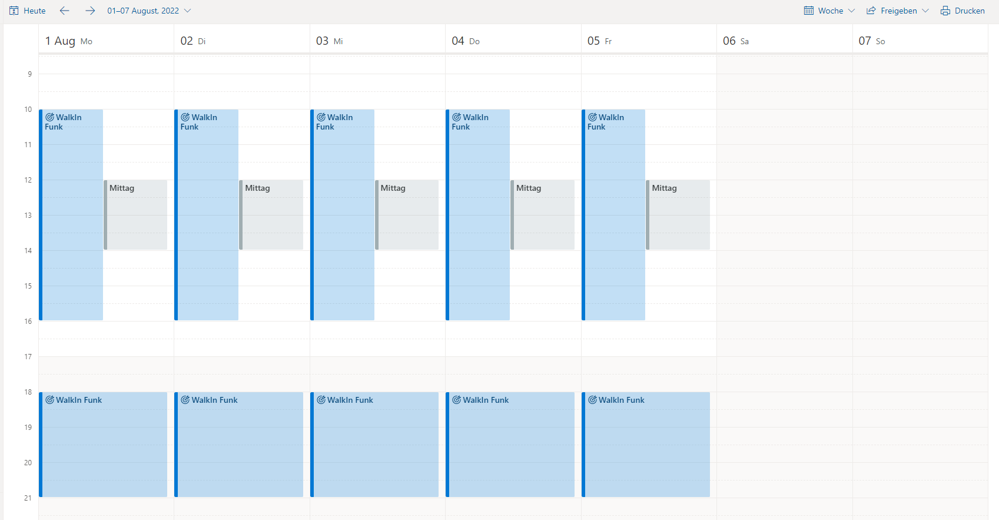 Heute 01–07 August, 2022 Woche Freigeben Drucken
1 Aug Mo 02 Di 03 Mi 04 Do 05 Fr 06 Sa 07 So
9
10
WalkIn WalkIn WalkIn WalkIn WalkIn
Funk Funk Funk Funk Funk
11
12
Mittag Mittag Mittag Mittag Mittag
13
14
15
16
17
18
WalkIn Funk WalkIn Funk WalkIn Funk WalkIn Funk WalkIn Funk
19
20
21